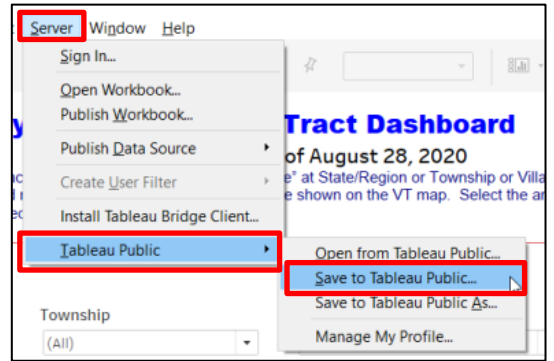 Server Window Help
Sign In...
Open Workbook...
Publish Workbook...
Publish Data Source
Create User Filter
Install Tableau Bridge Client...
Tableau Public
Open from Tableau Public...
Save to Tableau Public...
Save to Tableau Public As...
Manage My Profile...
Tract Dashboard
of August 28, 2020
at State/Region or Township or Villa
e shown on the VT map. Select the ar
Township
(All)